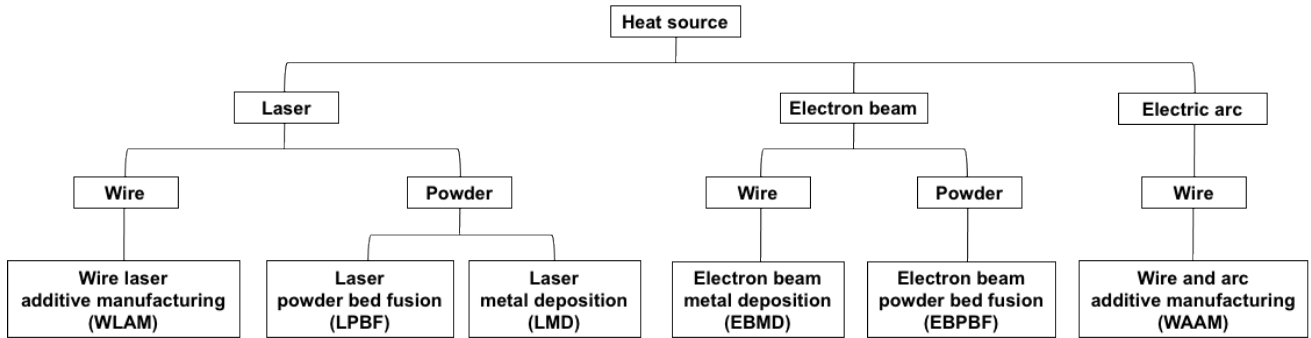 Heat source
Laser
Electron beam
Electric arc
Wire
Powder
Wire
Powder
Wire
Wire laser
additive manufacturing
(WLAM)
Laser
powder bed fusion
(LPBF)
Laser
metal deposition
(LMD)
Electron beam
metal deposition
(EBMD)
Electron beam
powder bed fusion
(EBPBF)
Wire and arc
additive manufacturing
(WAAM)